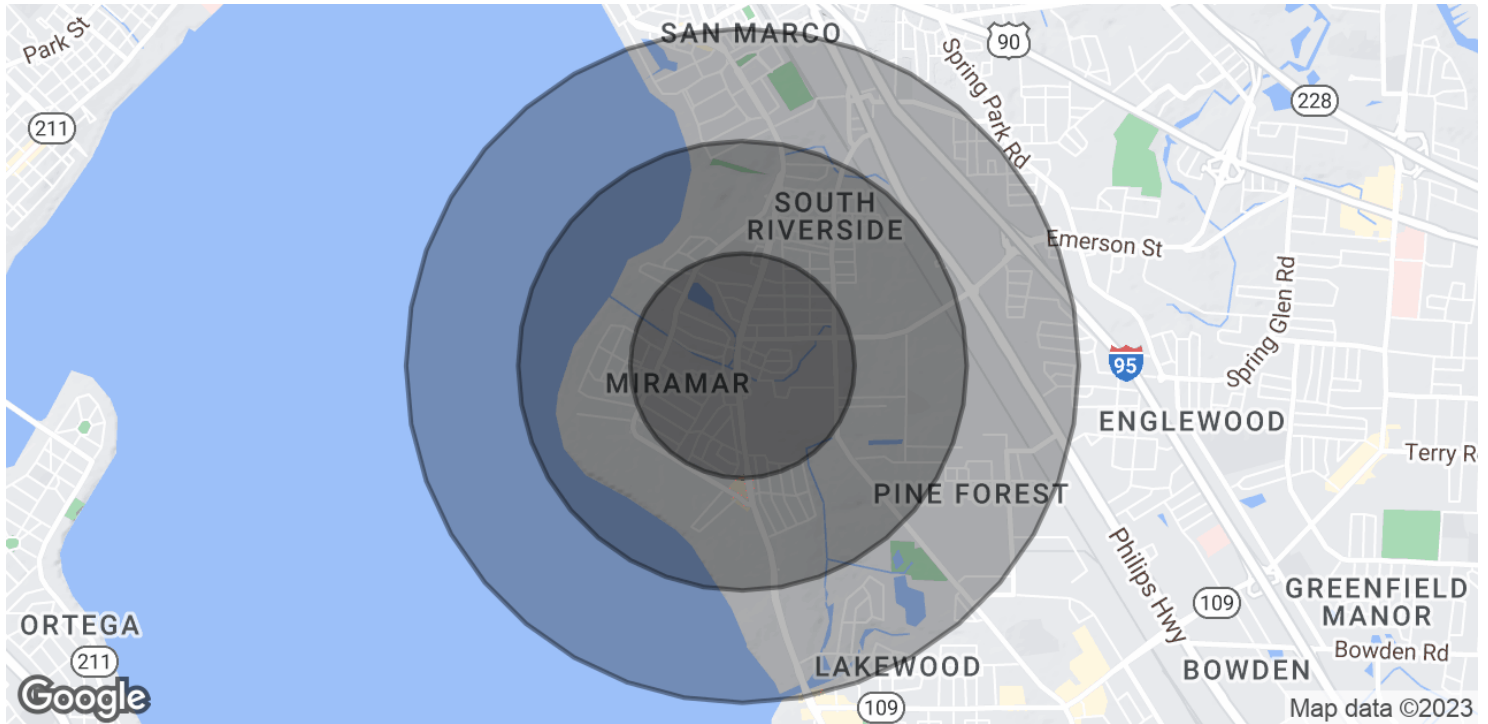 Park St
SAN MARCO
90
Spring Park Rd
228
211
SOUTH
RIVERSIDE
Emerson St
Spring Glen Rd
95
MIRAMAR
ENGLEWOOD
Terry R
PINE FOREST
Philips Hwy
109
GREENFIELD
MANOR
ORTEGA
211
Bowden Rd
LAKEWOOD
BOWDEN
109
Google
Map data ©2023